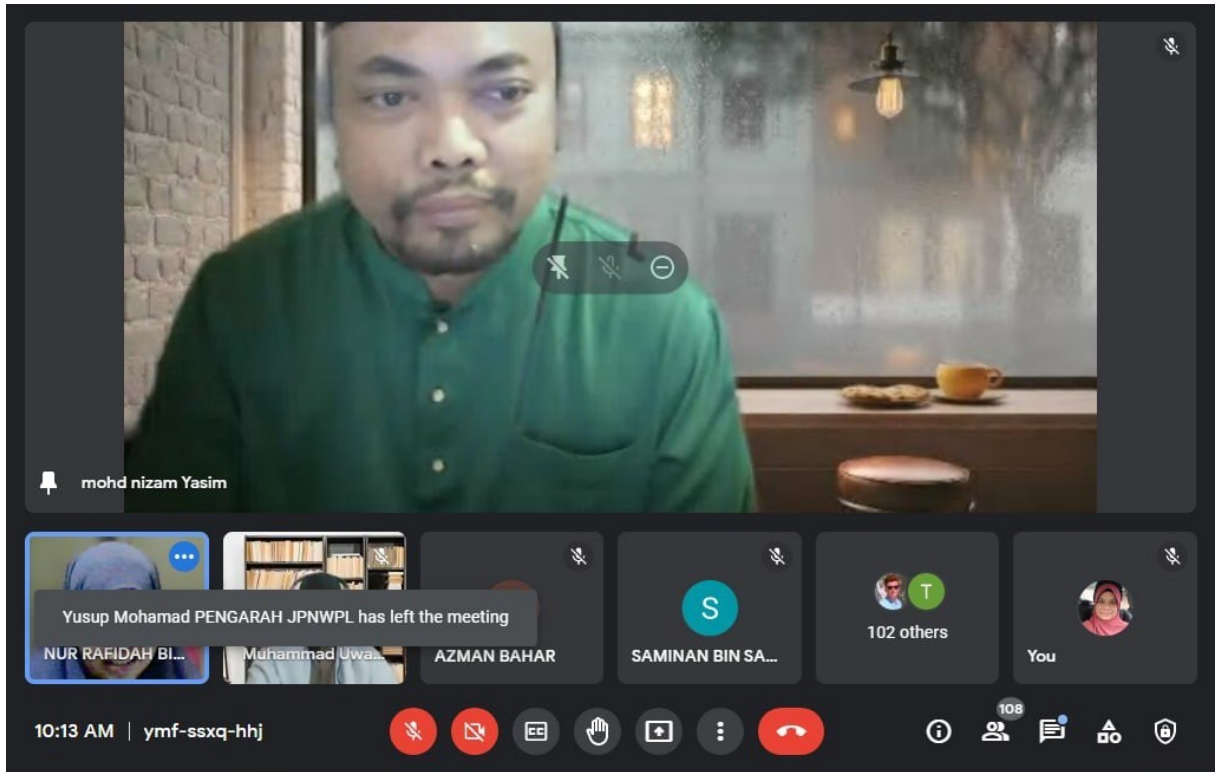 mohd nizam Yasim
Yusup Mohamad PENGARAH JPNWPL has left the meeting
NUR RAFIDAH BI...
Muhammad Uwa...
AZMAN BAHAR
S
SAMINAN BIN SA...
T
102 others
You
10:13 AM | ymf-ssxq-hhj
CC
108